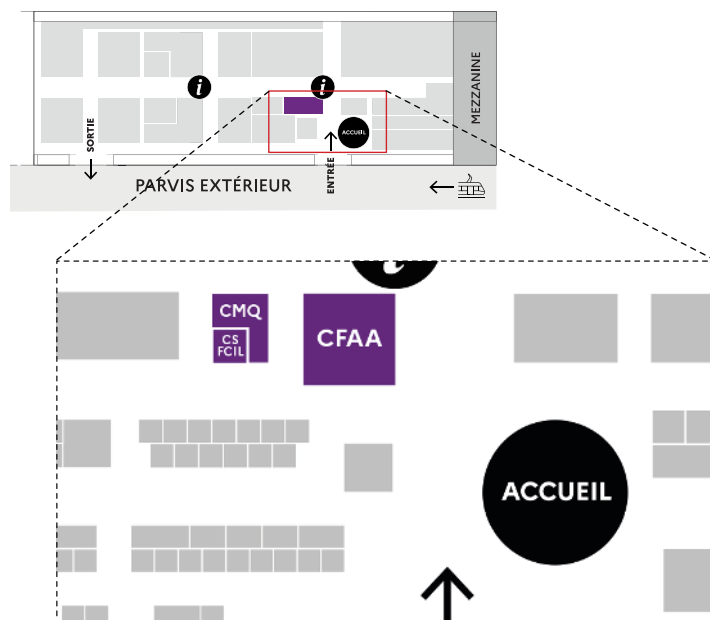 MEZZANINE
i
i
ACCUEIL
SORTIE
ENTRÉE
PARVIS EXTÉRIEUR
i
CMQ
CS
FCIL
CFAA
ACCUEIL